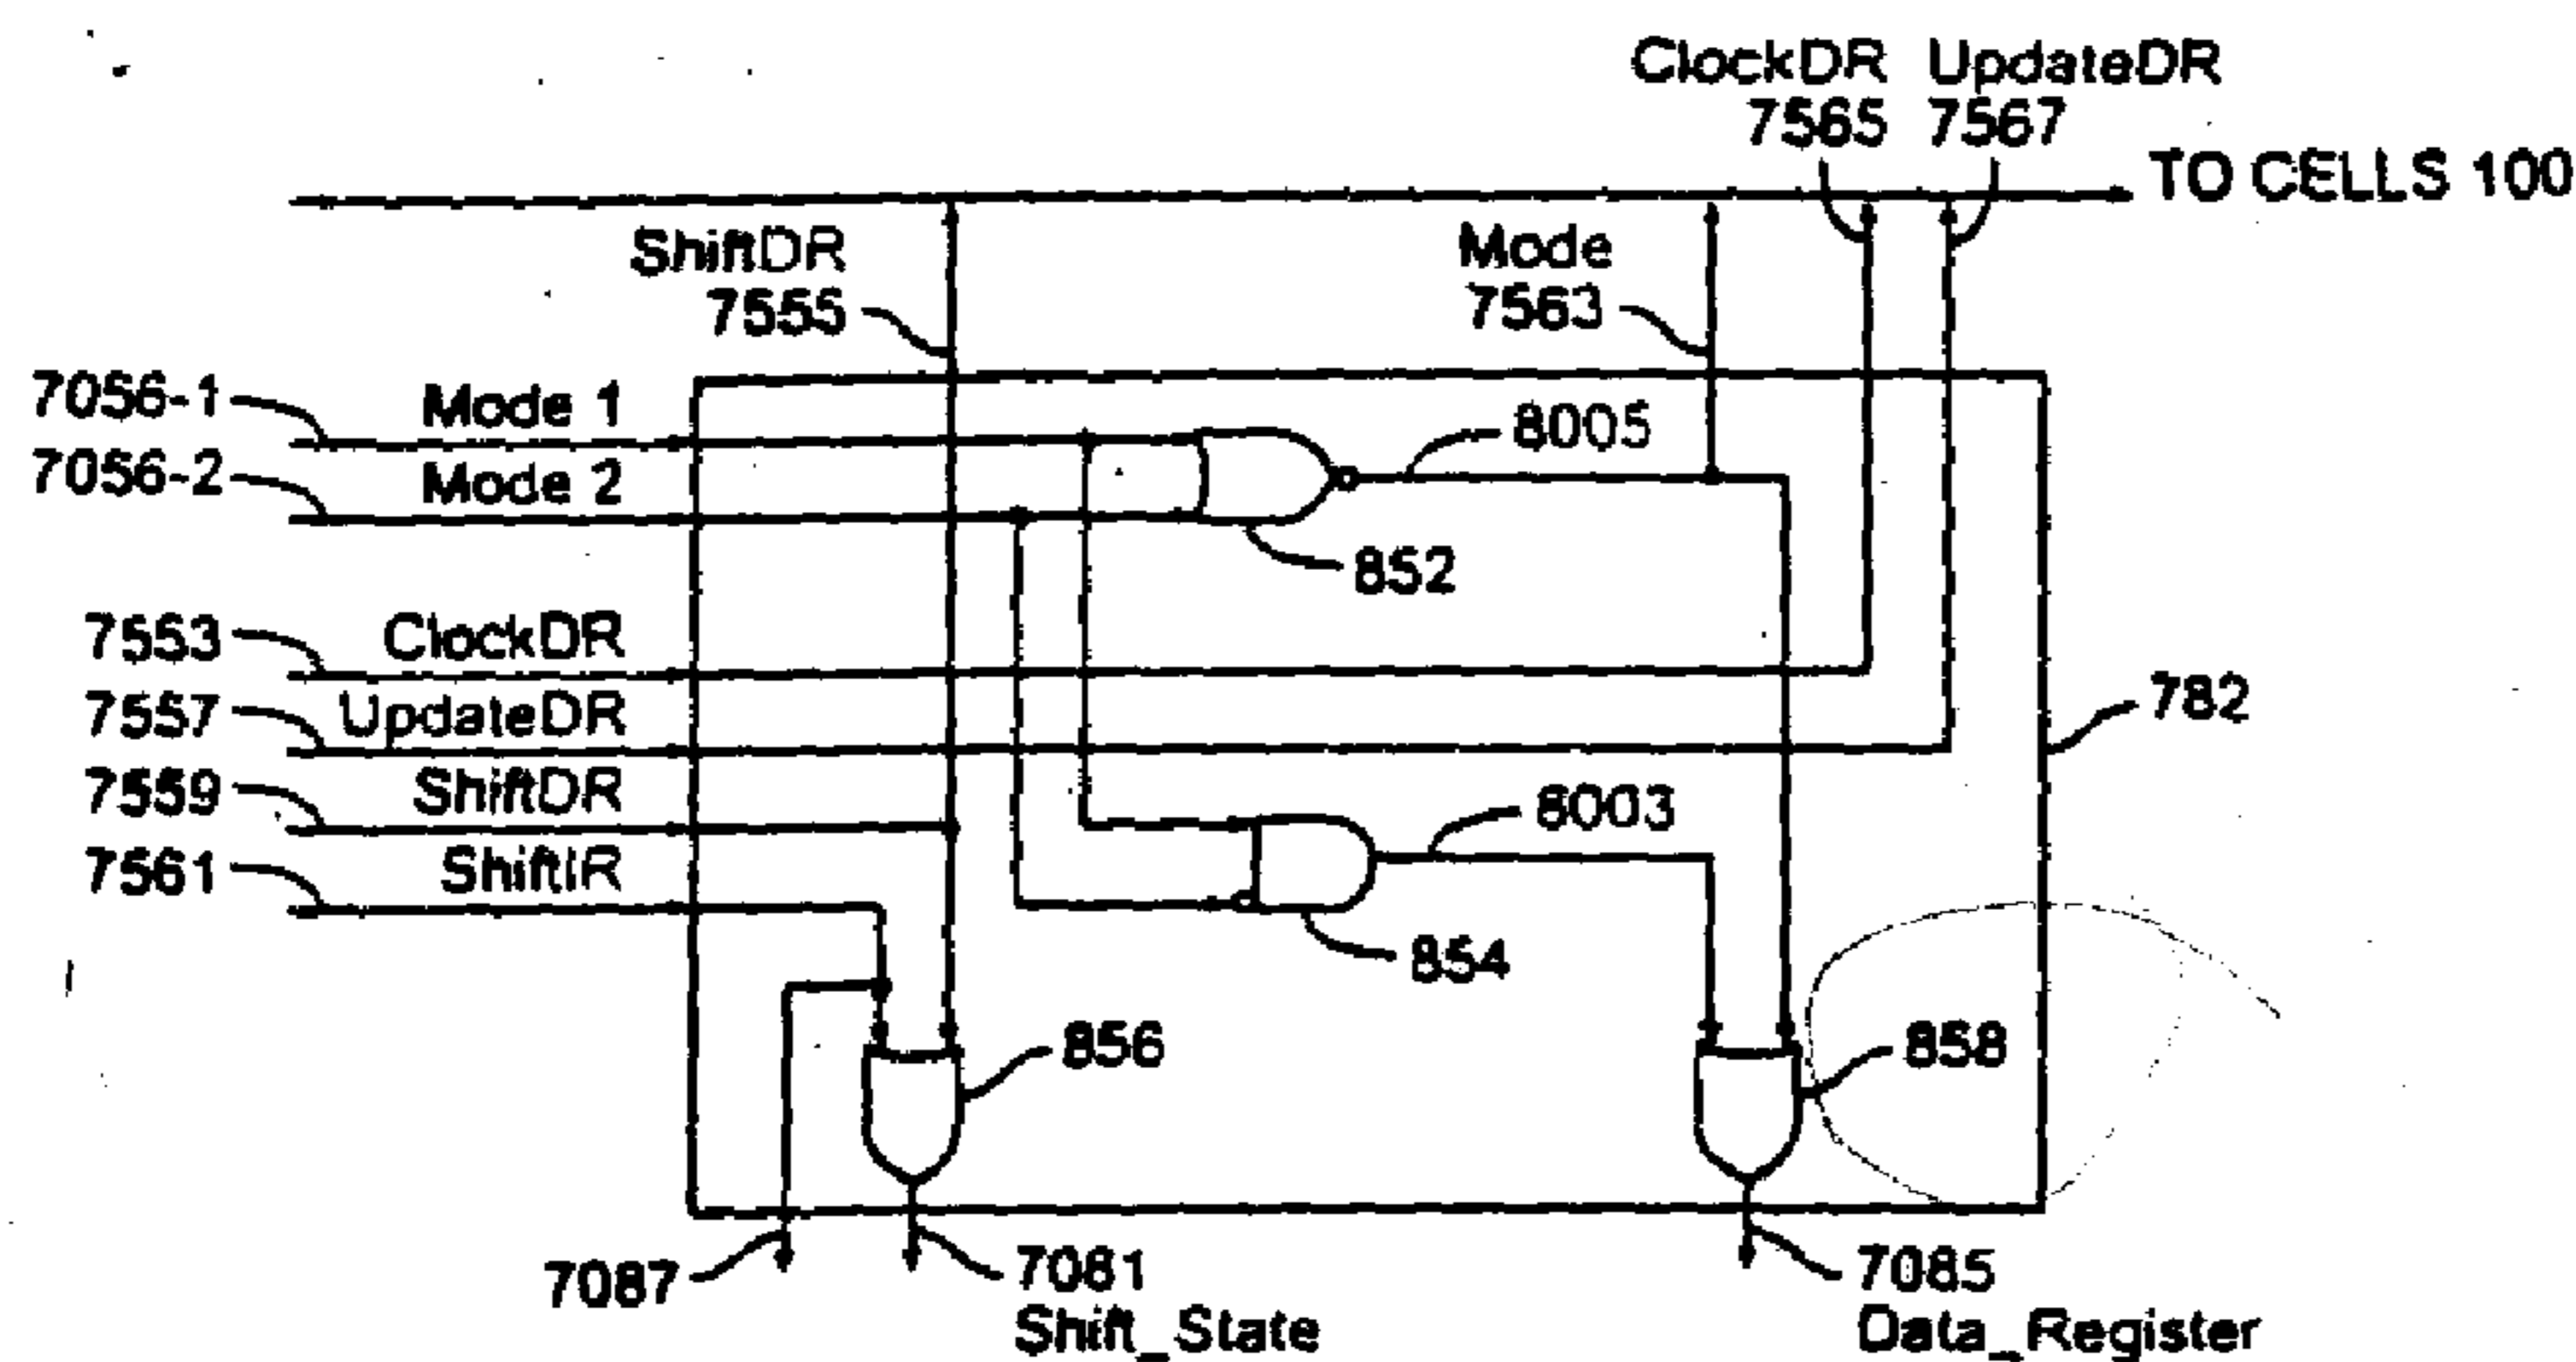 ClockDR UpdateDR
7565 7567
TO CELLS 100
ShiftDR
7555
Mode
7563
7056-1 Mode 1
7056-2 Mode 2
8005
852
7553 ClockDR
7557 UpdateDR
7559 ShiftDR
7561 ShiftIR
782
8003
854
856
858
7087
7081
Shift_State
7085
Data_Register